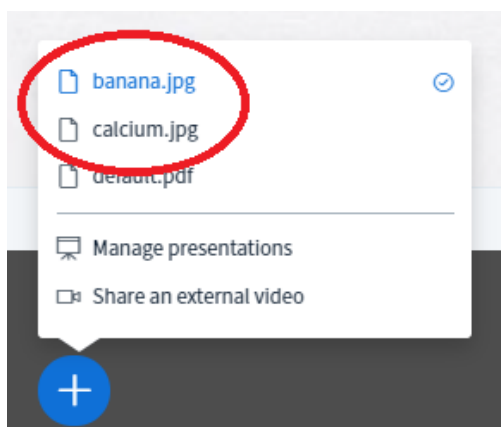 banana.jpg
calcium.jpg
default.pdf
Manage presentations
Share an external video